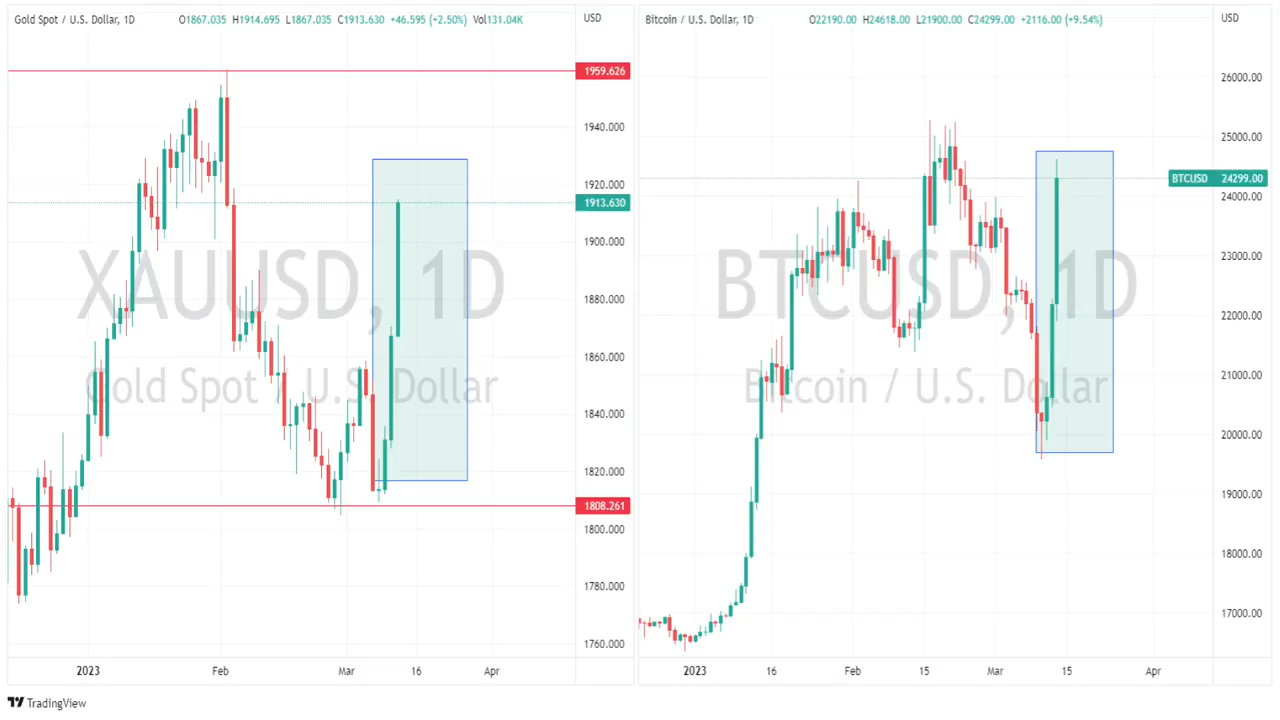 Gold Spot / U.S. Dollar, 1D O1867.035 H1914.695 L1867.035 C1913.630 +46.595 (+2.50%) Vol131.04K
USD
1959.626
1940.000
1920.000
1913.630
1900.000
1880.000
1860.000
1840.000
1820.000
1808.261
1800.000
1780.000
1760.000
XAUUSD, 1D
Gold Spot / U.S. Dollar
2023 Feb Mar 16 Apr
Bitcoin / U.S. Dollar, 1D O22190.00 H24618.00 L21900.00 C24299.00 +2116.00 (+9.54%)
USD
26000.00
25000.00
BTCUSD 24299.00
24000.00
23000.00
22000.00
21000.00
20000.00
19000.00
18000.00
17000.00
BTCUSD, 1D
Bitcoin / U.S. Dollar
2023 16 Feb 15 Mar 15 Apr
TradingView